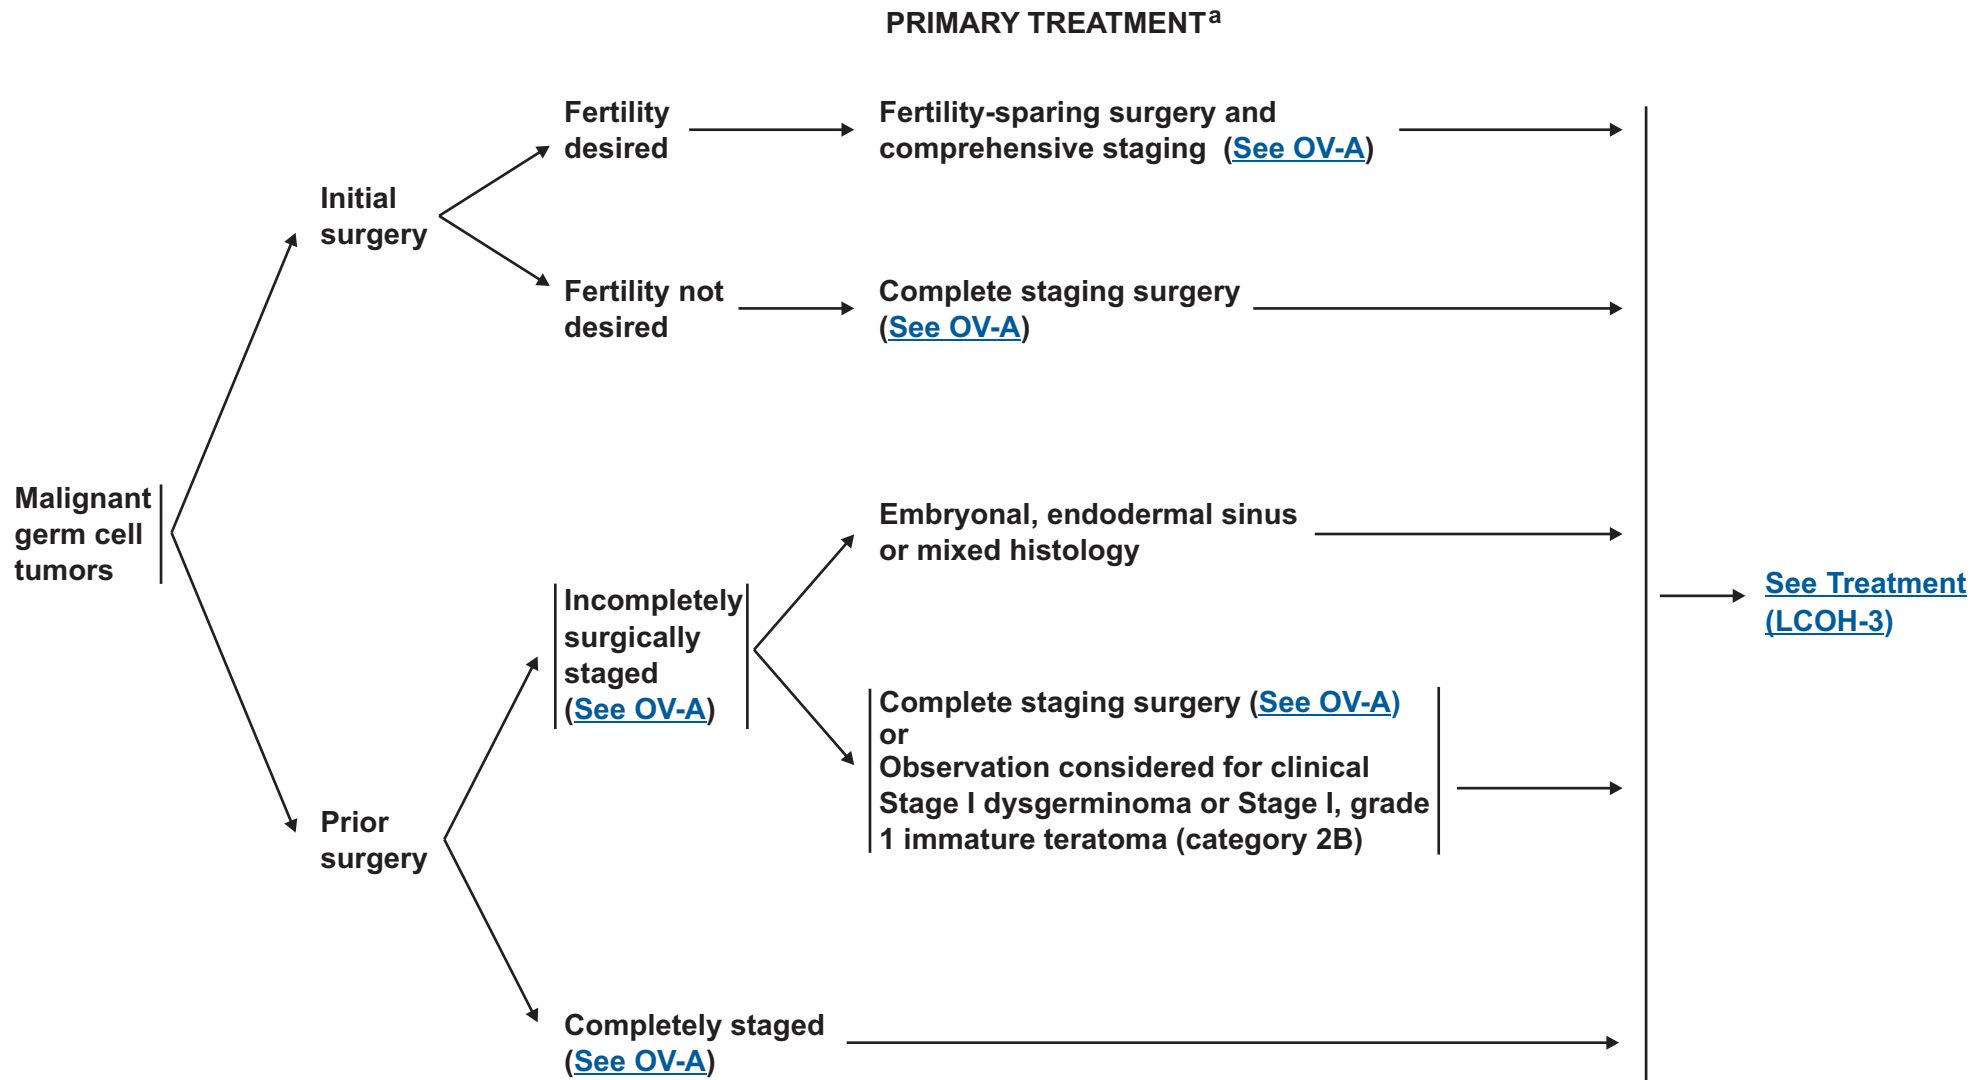 PRIMARY TREATMENTa
Fertility
desired
Fertility-sparing surgery and
comprehensive staging (See OV-A)
Initial
surgery
Fertility not
desired
Complete staging surgery
(See OV-A)
Malignant
germ cell
tumors
Embryonal, endodermal sinus
or mixed histology
Incompletely
surgically
staged
(See OV-A)
Complete staging surgery (See OV-A)
or
Observation considered for clinical
Stage I dysgerminoma or Stage I, grade
1 immature teratoma (category 2B)
Prior
surgery
Completely staged
(See OV-A)
See Treatment
(LCOH-3)